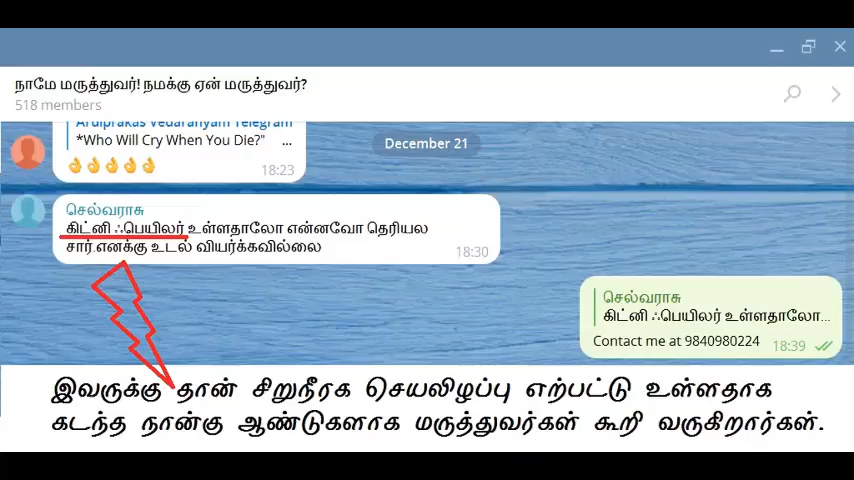 நாமே மருத்துவர்! நமக்கு ஏன் மருத்துவர்?
518 members
Arulprakas Vedaranyam Telegram
*Who Will Cry When You Die?" ...
December 21
18:23
செல்வராசு
கிட்னி ஃபெயிலர் உள்ளதாலோ என்னவோ தெரியல
சார்.எனக்கு உடல் வியர்க்கவில்லை
18:30
செல்வராசு
கிட்னி ஃபெயிலர் உள்ளதாலோ...
Contact me at 9840980224
18:39
இவருக்கு தான் சிறுநீரக செயலிழப்பு எற்பட்டு உள்ளதாக
கடந்த நான்கு ஆண்டுகளாக மருத்துவர்கள் கூறி வருகிறார்கள்.